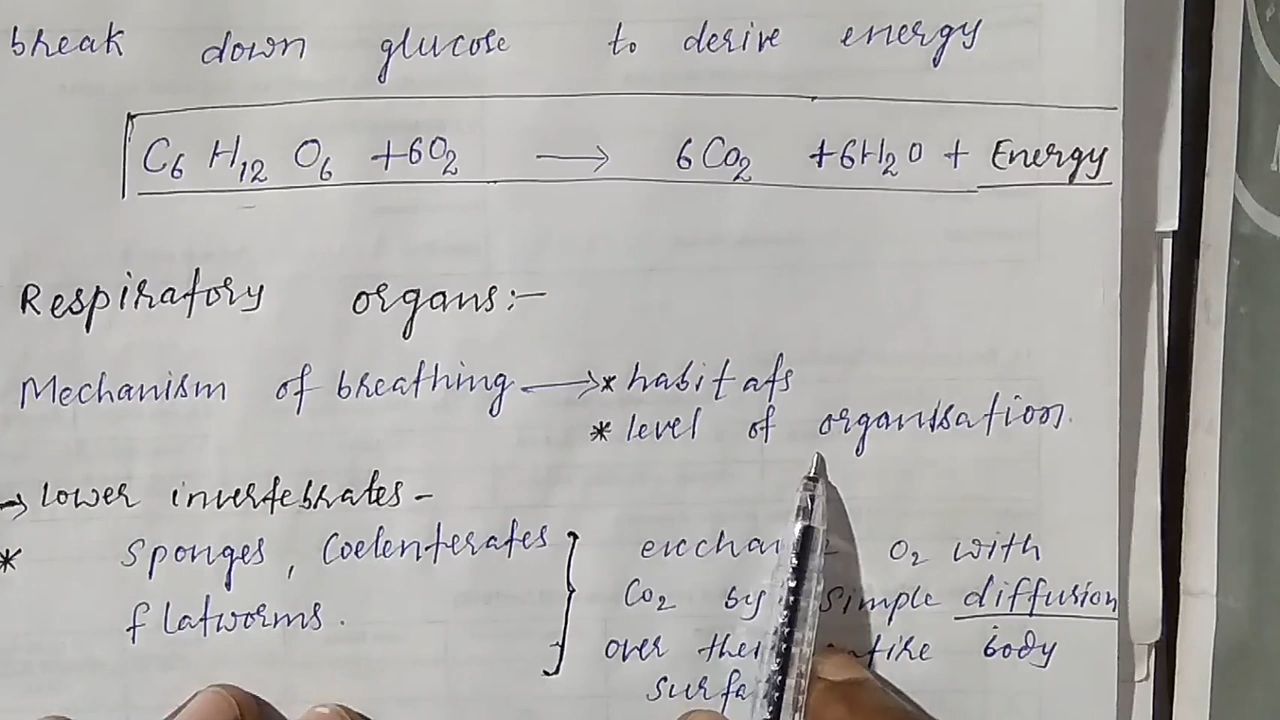 break down glucose to derive energy
C6 H12 O6 +6O2 → 6CO2 +6H2O + Energy
Respiratory organs:-
Mechanism of breathing → * habitats
* level of organisation.
→ Lower invertebrates -
* Sponges, Coelenterates
flatworms.
O2 with
CO2 by simple diffusion
over body